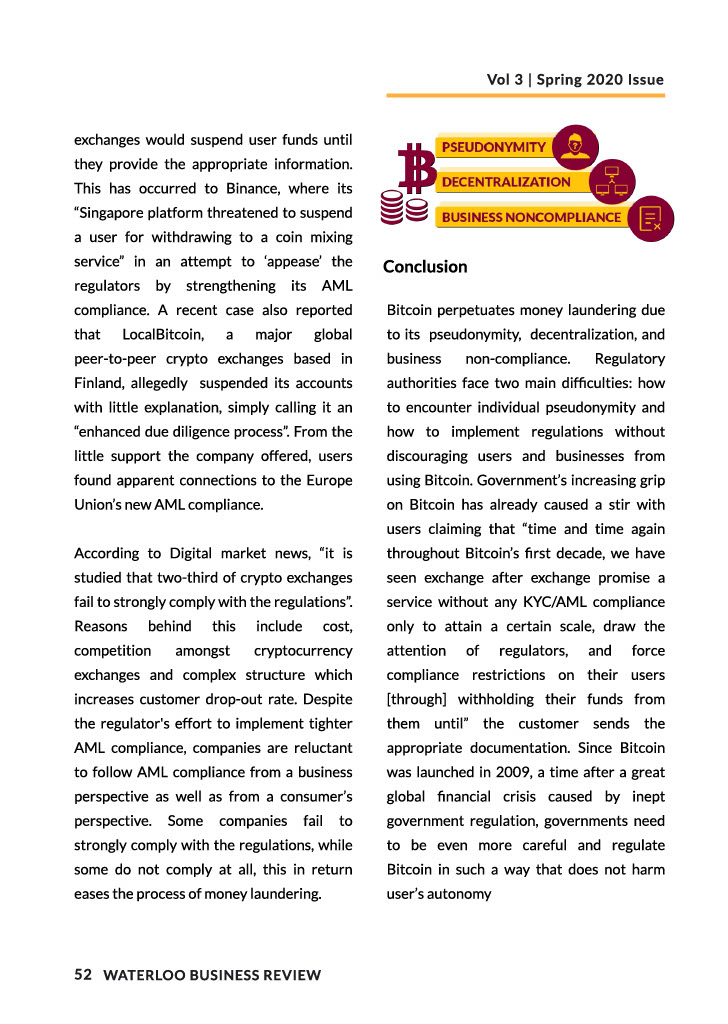 Vol 3 | Spring 2020 Issue
exchanges would suspend user funds until
they provide the appropriate information.
This has occurred to Binance, where its
“Singapore platform threatened to suspend
a user for withdrawing to a coin mixing
service” in an attempt to ‘appease’ the
regulators by strengthening its AML
compliance. A recent case also reported
that LocalBitcoin, a major global
peer-to-peer crypto exchanges based in
Finland, allegedly suspended its accounts
with little explanation, simply calling it an
“enhanced due diligence process”. From the
little support the company offered, users
found apparent connections to the Europe
Union’s new AML compliance.
According to Digital market news, “it is
studied that two-third of crypto exchanges
fail to strongly comply with the regulations”.
Reasons behind this include cost,
competition amongst cryptocurrency
exchanges and complex structure which
increases customer drop-out rate. Despite
the regulator's effort to implement tighter
AML compliance, companies are reluctant
to follow AML compliance from a business
perspective as well as from a consumer’s
perspective. Some companies fail to
strongly comply with the regulations, while
some do not comply at all, this in return
eases the process of money laundering.
PSEUDONYMITY
DECENTRALIZATION
BUSINESS NONCOMPLIANCE
Conclusion
Bitcoin perpetuates money laundering due
to its pseudonymity, decentralization, and
business non-compliance. Regulatory
authorities face two main difficulties: how
to encounter individual pseudonymity and
how to implement regulations without
discouraging users and businesses from
using Bitcoin. Government’s increasing grip
on Bitcoin has already caused a stir with
users claiming that “time and time again
throughout Bitcoin’s first decade, we have
seen exchange after exchange promise a
service without any KYC/AML compliance
only to attain a certain scale, draw the
attention of regulators, and force
compliance restrictions on their users
[through] withholding their funds from
them until” the customer sends the
appropriate documentation. Since Bitcoin
was launched in 2009, a time after a great
global financial crisis caused by inept
government regulation, governments need
to be even more careful and regulate
Bitcoin in such a way that does not harm
user’s autonomy
52 WATERLOO BUSINESS REVIEW